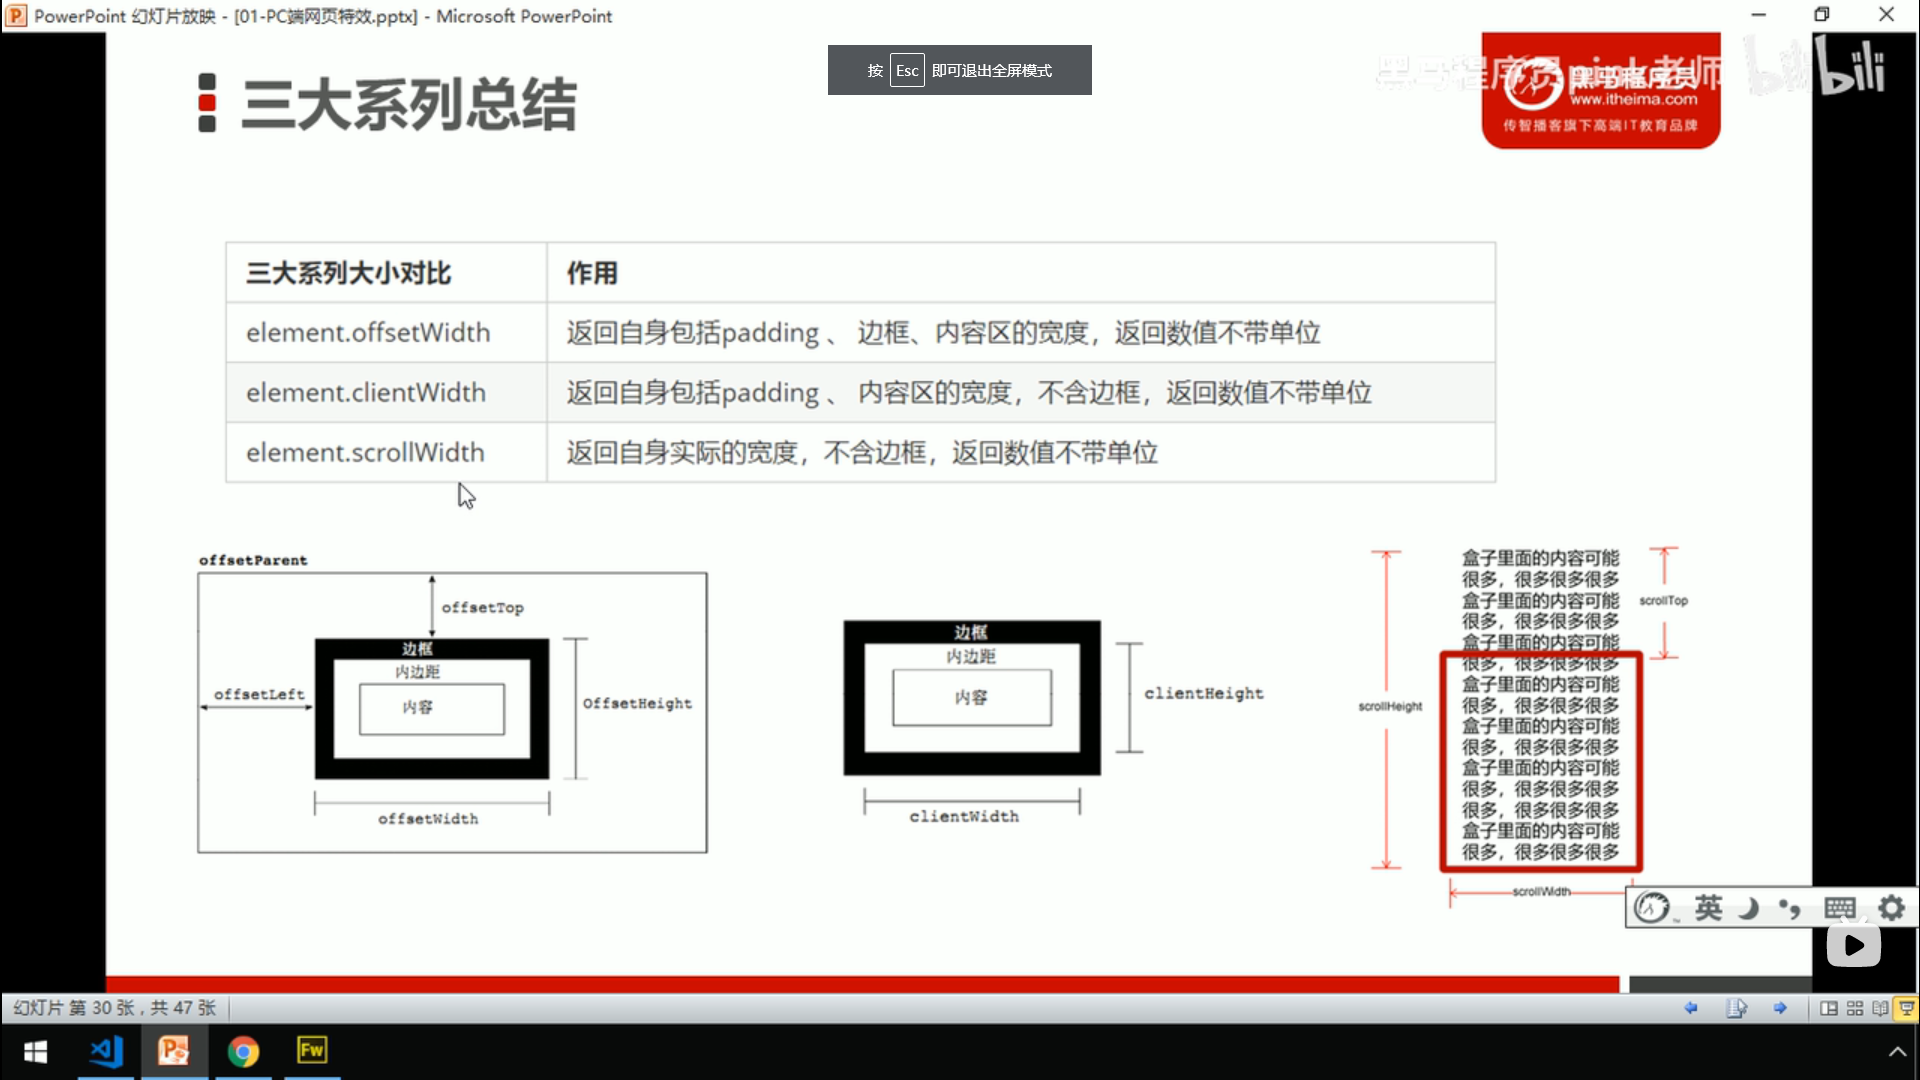 PowerPoint 幻灯片放映 - [01-PC端网页特效.pptx] - Microsoft PowerPoint
按 Esc 即可退出全屏模式
黑马程序员pink老师
bilibili
www.itheima.com
传智播客旗下高端IT教育品牌
三大系列总结
三大系列大小对比 作用
element.offsetWidth 返回自身包括padding 、 边框、内容区的宽度，返回数值不带单位
element.clientWidth 返回自身包括padding 、 内容区的宽度，不含边框，返回数值不带单位
element.scrollWidth 返回自身实际的宽度，不含边框，返回数值不带单位
offsetParent
offsetTop
边框
内边距
offsetLeft
内容
OffsetHeight
offsetWidth
边框
内边距
内容
clientHeight
clientWidth
盒子里面的内容可能
很多，很多很多很多
盒子里面的内容可能
很多，很多很多很多
盒子里面的内容可能
很多，很多很多很多
盒子里面的内容可能
很多，很多很多很多
盒子里面的内容可能
很多，很多很多很多
盒子里面的内容可能
很多，很多很多很多
很多，很多很多很多
盒子里面的内容可能
很多，很多很多很多
scrollTop
scrollHeight
scrollWidth
英
幻灯片 第 30 张，共 47 张
Fw